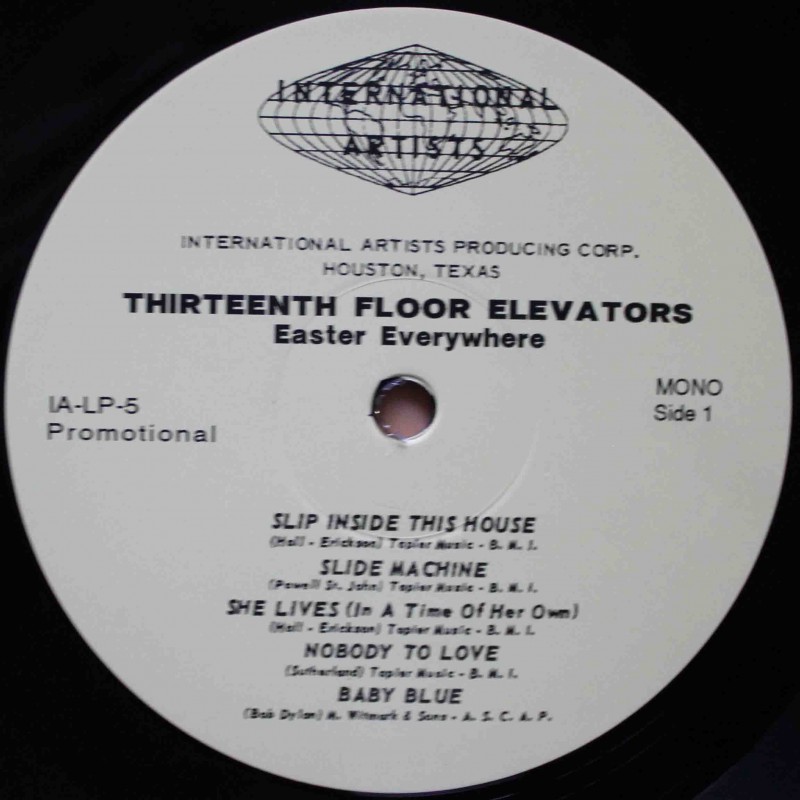 INTERNATIONAL
ARTISTS
INTERNATIONAL ARTISTS PRODUCING CORP.
HOUSTON, TEXAS
THIRTEENTH FLOOR ELEVATORS
Easter Everywhere
IA-LP-5
Promotional
MONO
Side 1
SLIP INSIDE THIS HOUSE
(Hall - Erickson) Tapier Music - B. M. I.
SLIDE MACHINE
(Powell St. John) Tapier Music - B. M. I.
SHE LIVES (In A Time Of Her Own)
(Hall - Erickson) Tapier Music - B. M. I.
NOBODY TO LOVE
(Sutherland) Tapier Music - B. M. I.
BABY BLUE
(Bob Dylan) M. Witmark & Sons - A. S. C. A. P.